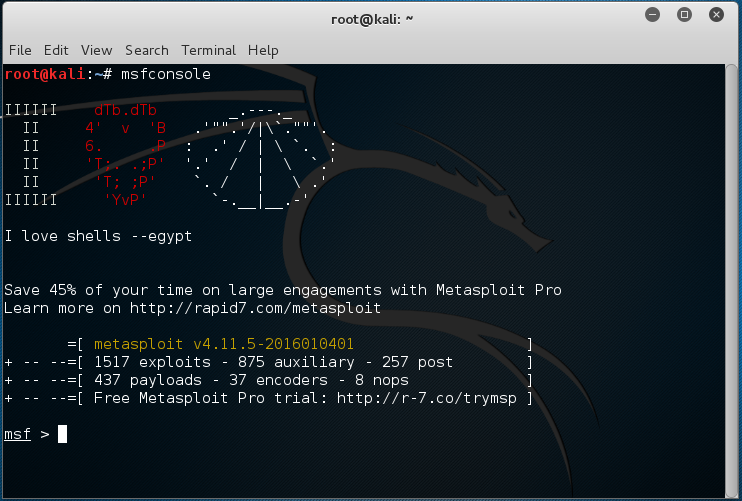 root@kali: ~
File Edit View Search Terminal Help
root@kali:~# msfconsole
IIIIII    dTb.dTb        _.---._
  II     4'  v  'B   .'"".'/|\`.""'.
  II     6.     .P  :  .' / | \ `.  :
  II     'T;. .;P'  '.'  /  |  \  `.'
  II      'T; ;P'    `. /   |   \ .'
IIIIII     'YvP'       `-.__|__.-'
I love shells --egypt
Save 45% of your time on large engagements with Metasploit Pro
Learn more on http://rapid7.com/metasploit
       =[ metasploit v4.11.5-2016010401                   ]
+ -- --=[ 1517 exploits - 875 auxiliary - 257 post        ]
+ -- --=[ 437 payloads - 37 encoders - 8 nops             ]
+ -- --=[ Free Metasploit Pro trial: http://r-7.co/trymsp ]
msf >